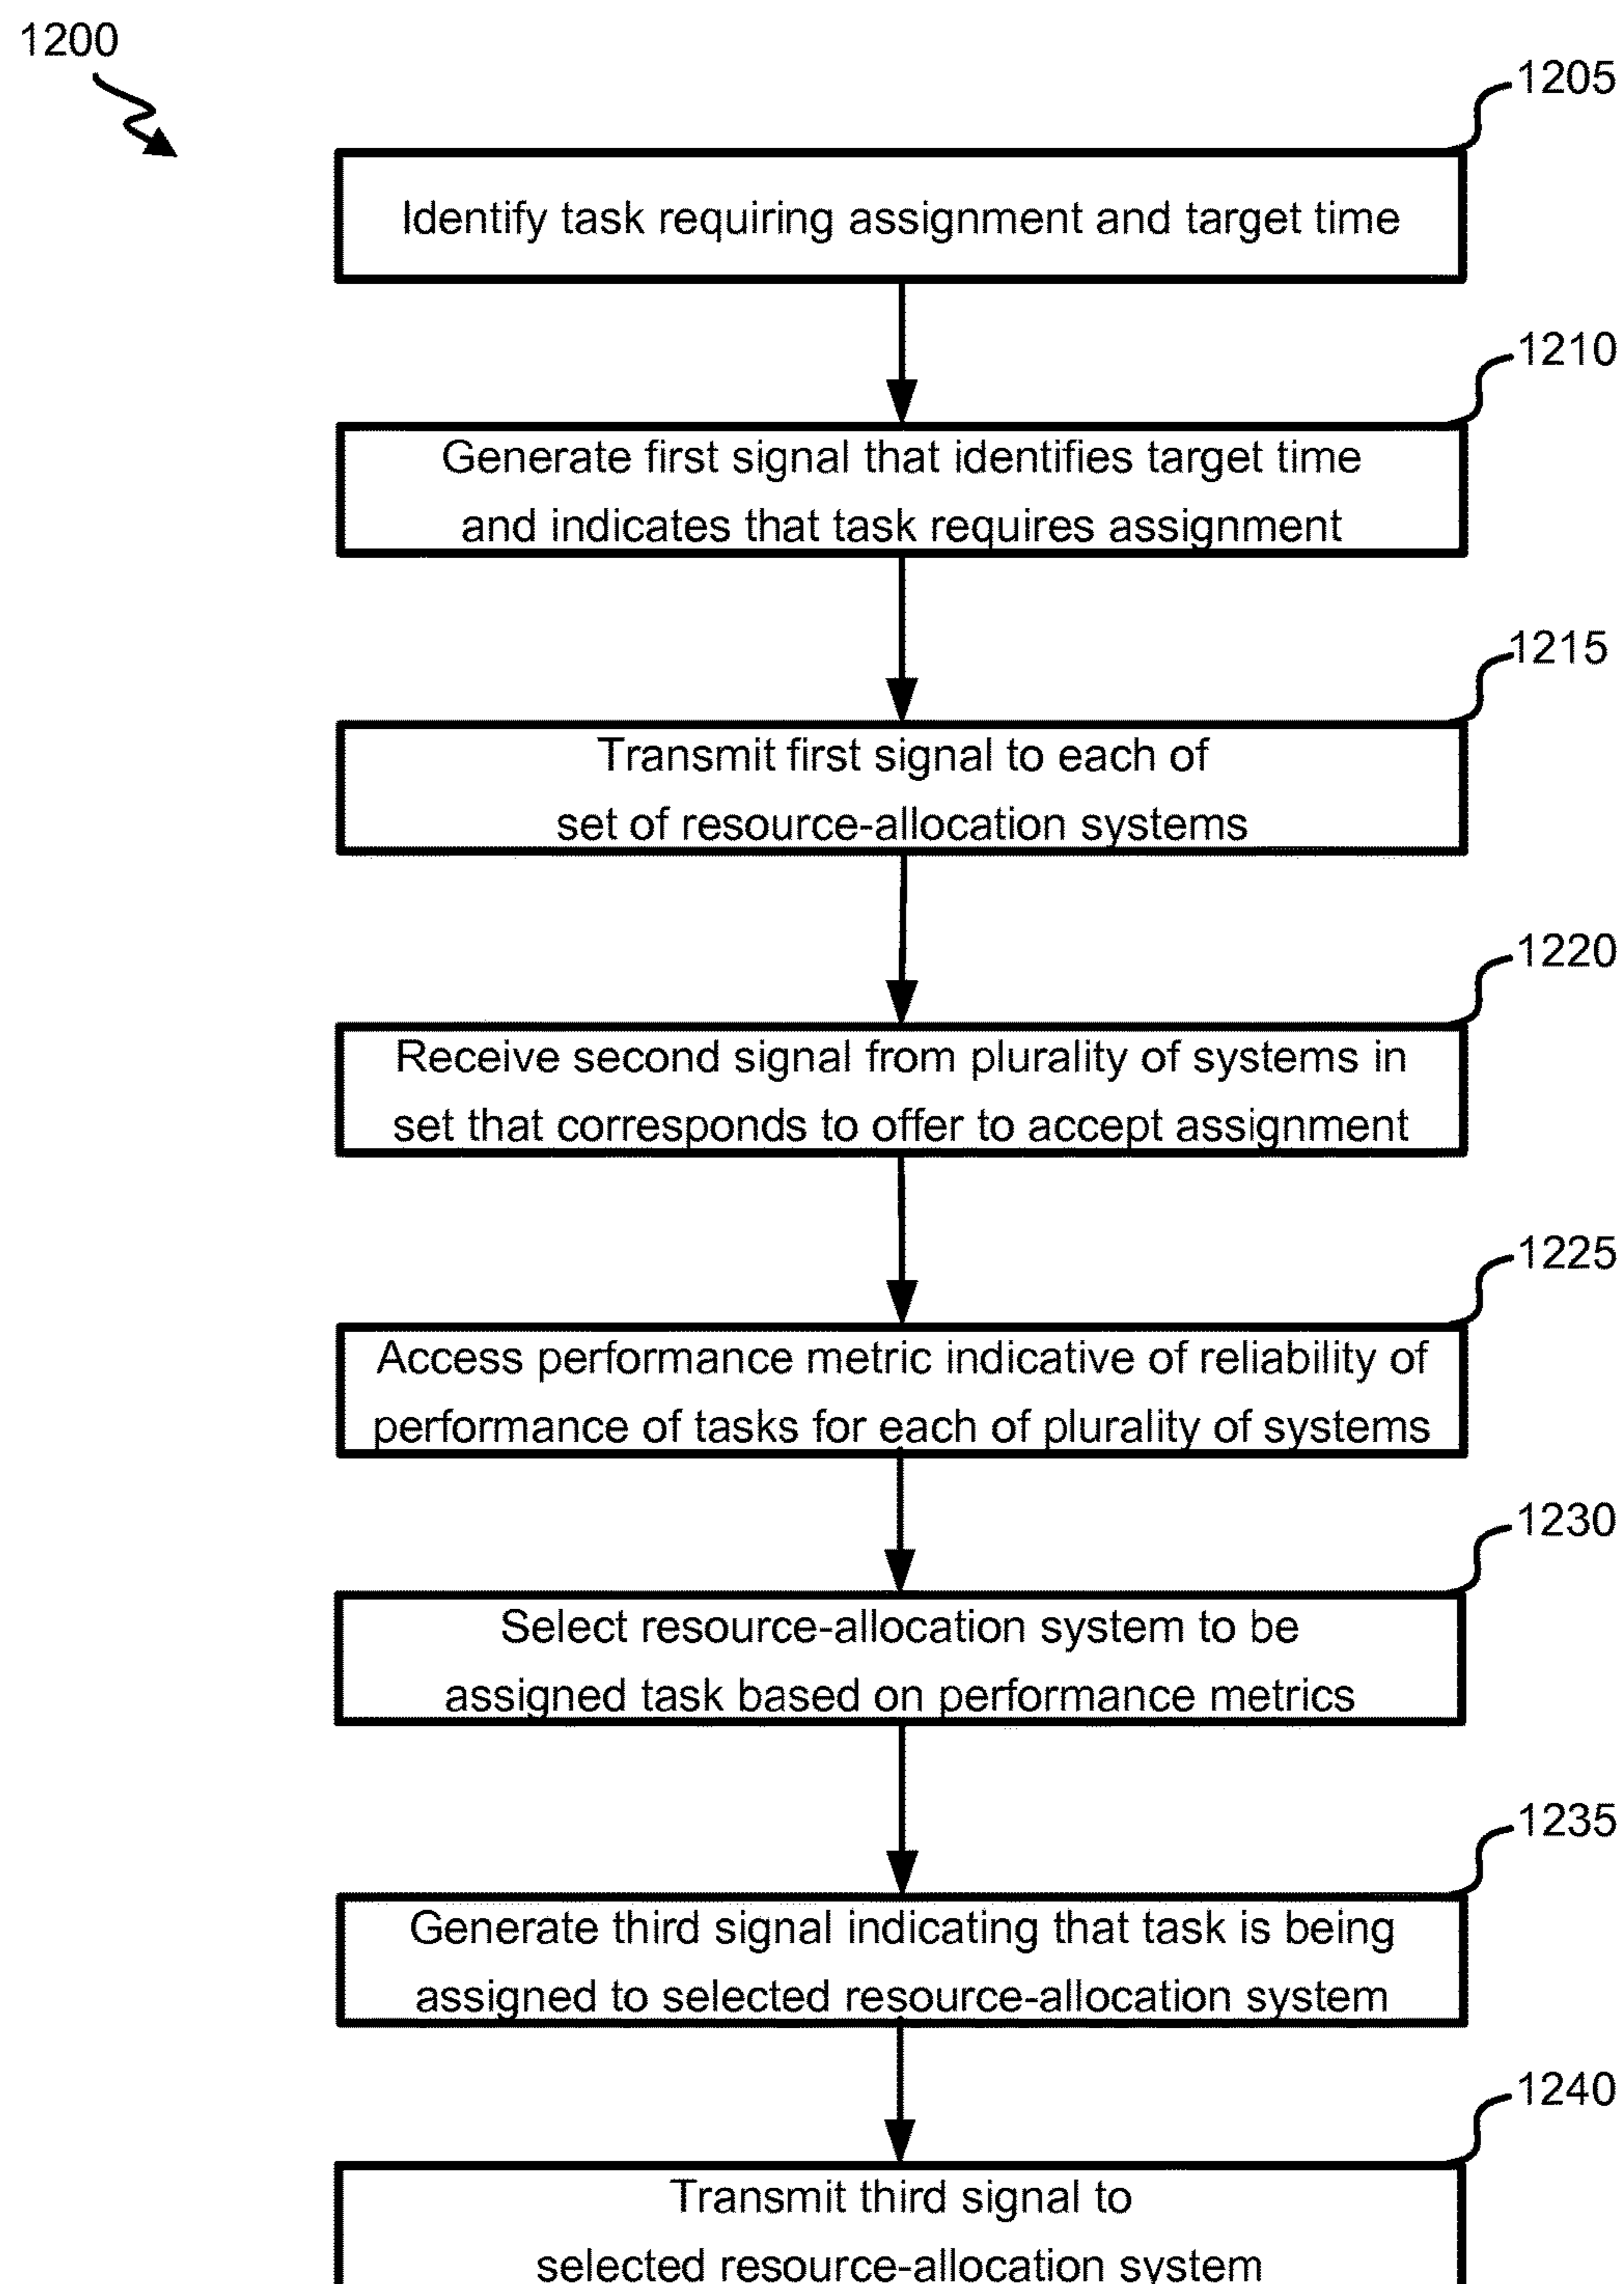 1200
1205
Identify task requiring assignment and target time
1210
Generate first signal that identifies target time
and indicates that task requires assignment
1215
Transmit first signal to each of
set of resource-allocation systems
1220
Receive second signal from plurality of systems in
set that corresponds to offer to accept assignment
1225
Access performance metric indicative of reliability of
performance of tasks for each of plurality of systems
1230
Select resource-allocation system to be
assigned task based on performance metrics
1235
Generate third signal indicating that task is being
assigned to selected resource-allocation system
1240
Transmit third signal to
selected resource-allocation system